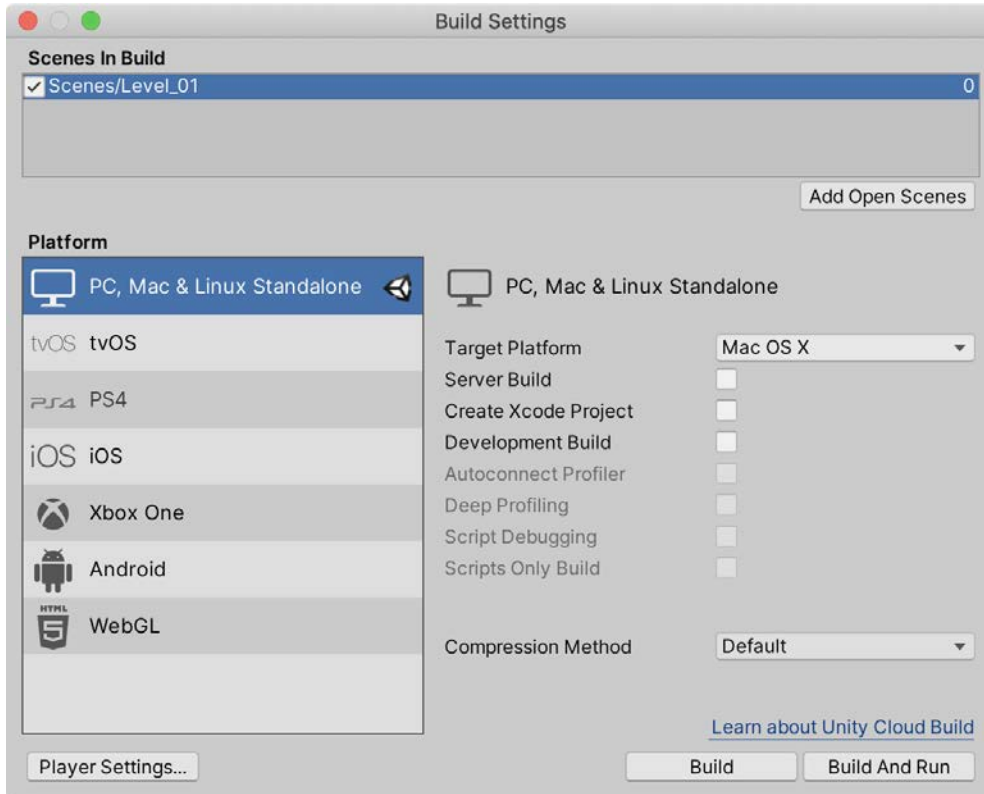 Build Settings
Scenes In Build
Scenes/Level_01 0
Add Open Scenes
Platform
PC, Mac & Linux Standalone
tvOS tvOS
PS4 PS4
iOS iOS
Xbox One
Android
HTML 5 WebGL
PC, Mac & Linux Standalone
Target Platform Mac OS X
Server Build
Create Xcode Project
Development Build
Autoconnect Profiler
Deep Profiling
Script Debugging
Scripts Only Build
Compression Method Default
Learn about Unity Cloud Build
Player Settings... Build Build And Run